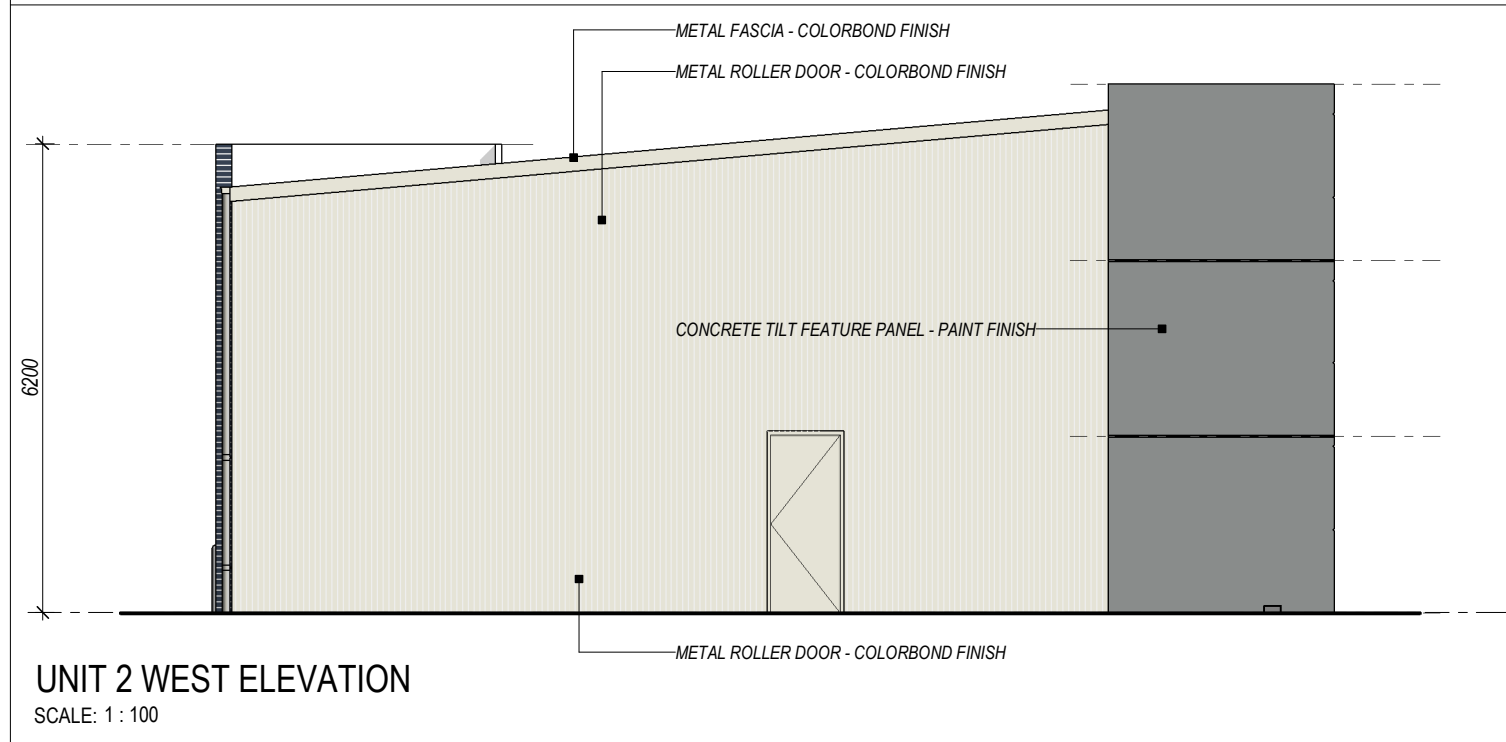 METAL FASCIA - COLORBOND FINISH
METAL ROLLER DOOR - COLORBOND FINISH
CONCRETE TILT FEATURE PANEL - PAINT FINISH
6200
METAL ROLLER DOOR - COLORBOND FINISH
UNIT 2 WEST ELEVATION
SCALE: 1 : 100